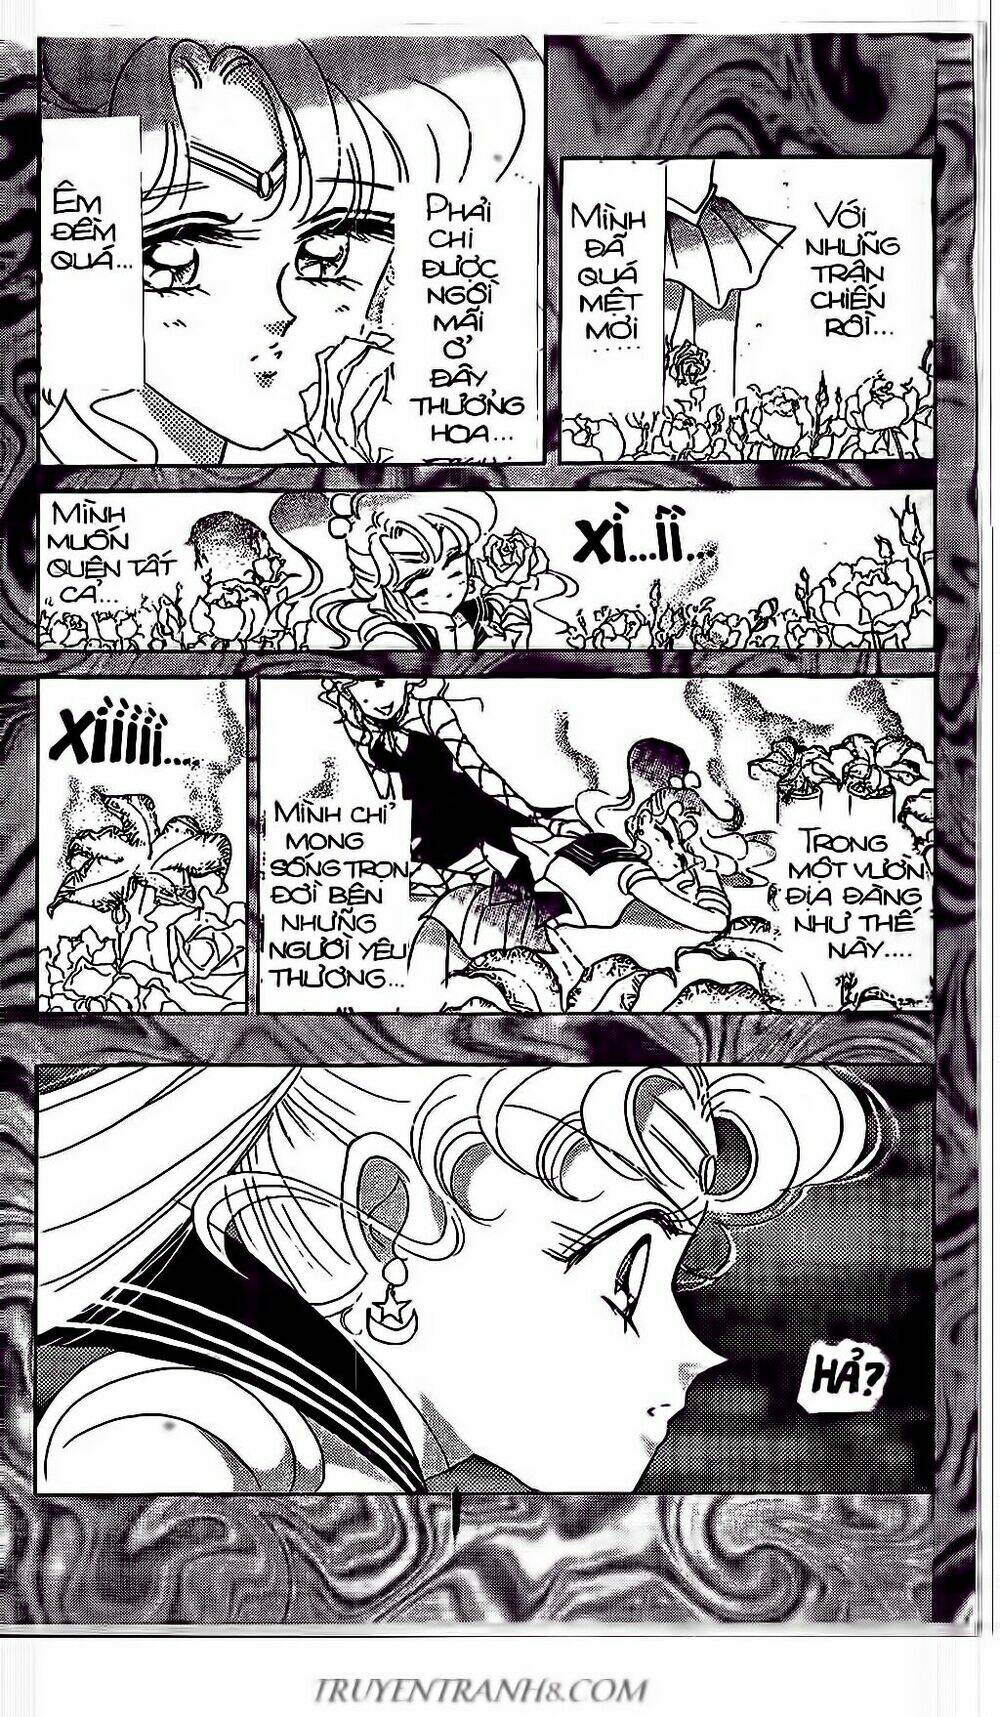 VỚI
NHỮNG
TRẬN
CHIẾN
RỒI...
MÌNH
ĐÃ
QUÁ
MỆT
MỎI
......
PHẢI
CHI
ĐƯỢC
NGỒI
MÃI
Ở
ĐÂY
THƯỞNG
HOA...
ÊM
ĐỀM
QUÁ...
XÌ...ÌÌ...
MÌNH
MUỐN
QUÊN TẤT
CẢ...
TRONG
MỘT VƯỜN
ĐỊA ĐÀNG
NHƯ THẾ
NÀY....
MÌNH CHỈ
MONG
SỐNG TRỌN
ĐỜI BÊN
NHỮNG
NGƯỜI YÊU
THƯƠNG...
XÌÌÌÌÌ...
HẢ?
TRUYENTRANH8.COM